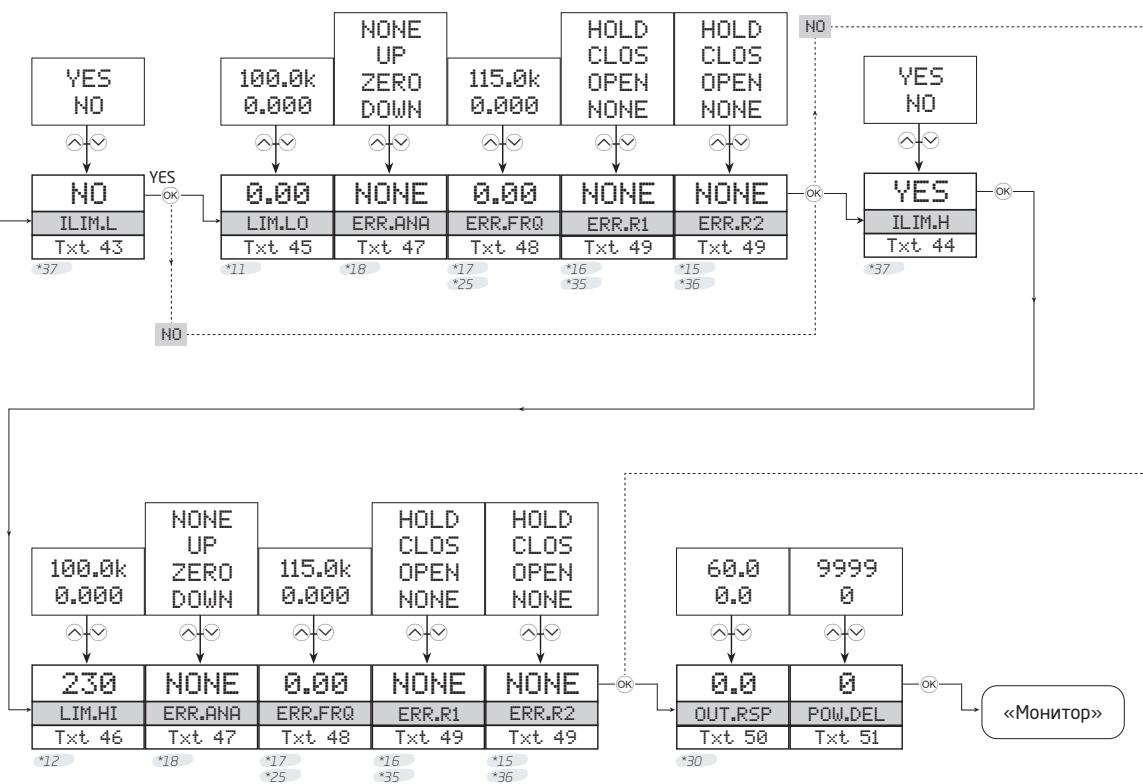 YES
NO
NO
ILIM.L
Txt 43
*37
YES
OK
NO
100.0k
0.000
0.00
LIM.LO
Txt 45
*11
NONE
UP
ZERO
DOWN
NONE
ERR.ANA
Txt 47
*18
115.0k
0.000
0.00
ERR.FRQ
Txt 48
*17
*25
HOLD
CLOS
OPEN
NONE
NONE
ERR.R1
Txt 49
*16
*35
HOLD
CLOS
OPEN
NONE
NONE
ERR.R2
Txt 49
*15
*36
NO
OK
YES
NO
YES
ILIM.H
Txt 44
*37
OK
100.0k
0.000
230
LIM.HI
Txt 46
*12
NONE
UP
ZERO
DOWN
NONE
ERR.ANA
Txt 47
*18
115.0k
0.000
0.00
ERR.FRQ
Txt 48
*17
*25
HOLD
CLOS
OPEN
NONE
NONE
ERR.R1
Txt 49
*16
*35
HOLD
CLOS
OPEN
NONE
NONE
ERR.R2
Txt 49
*15
*36
OK
60.0
0.0
0.0
OUT.RSP
Txt 50
*30
9999
0
0
POW.DEL
Txt 51
OK
«Монитор»